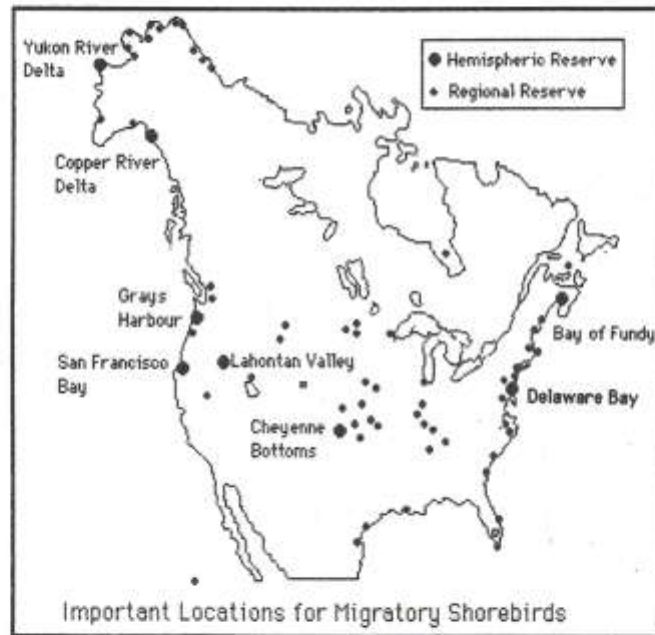 Yukon River
Delta
Hemispheric Reserve
Regional Reserve
Copper River
Delta
Grays
Harbour
Bay of Fundy
San Francisco
Bay
Lahontan Valley
Delaware Bay
Cheyenne
Bottoms
Important Locations for Migratory Shorebirds